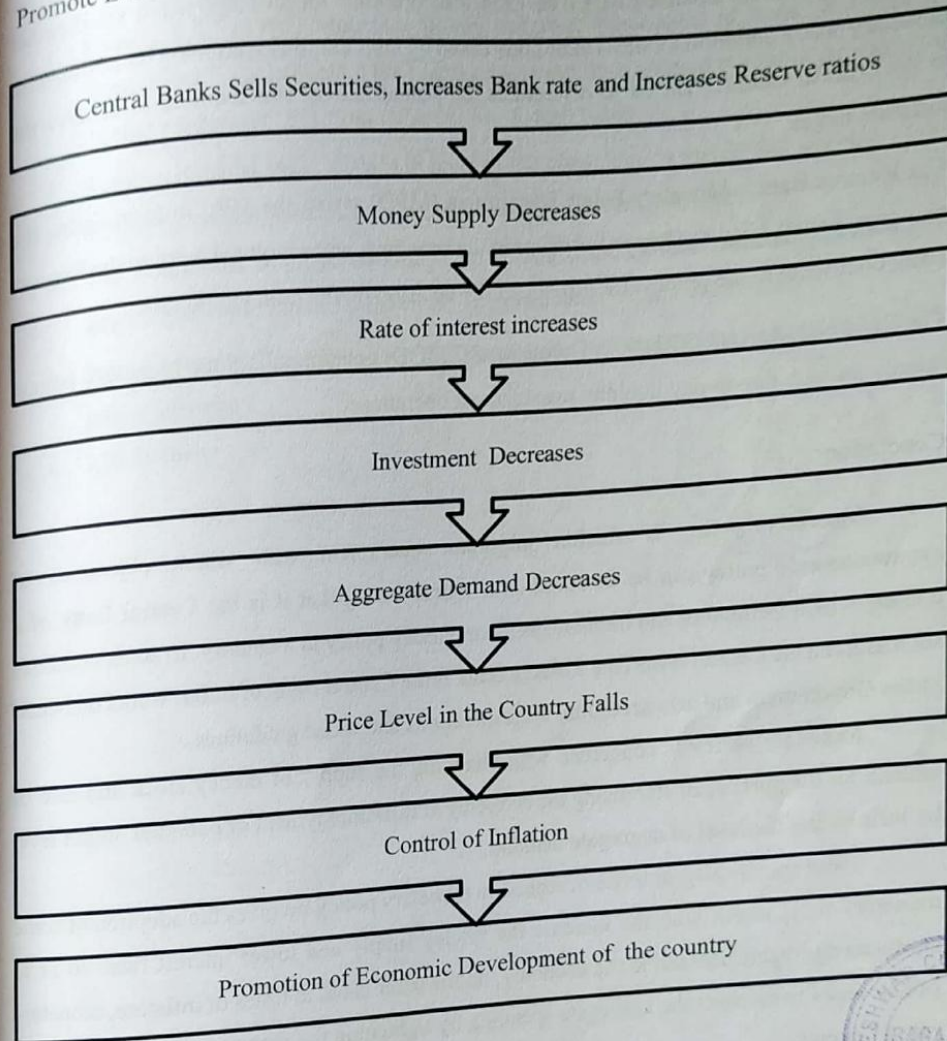 Promote
Central Banks Sells Securities, Increases Bank rate and Increases Reserve ratios
Money Supply Decreases
Rate of interest increases
Investment Decreases
Aggregate Demand Decreases
Price Level in the Country Falls
Control of Inflation
Promotion of Economic Development of the country